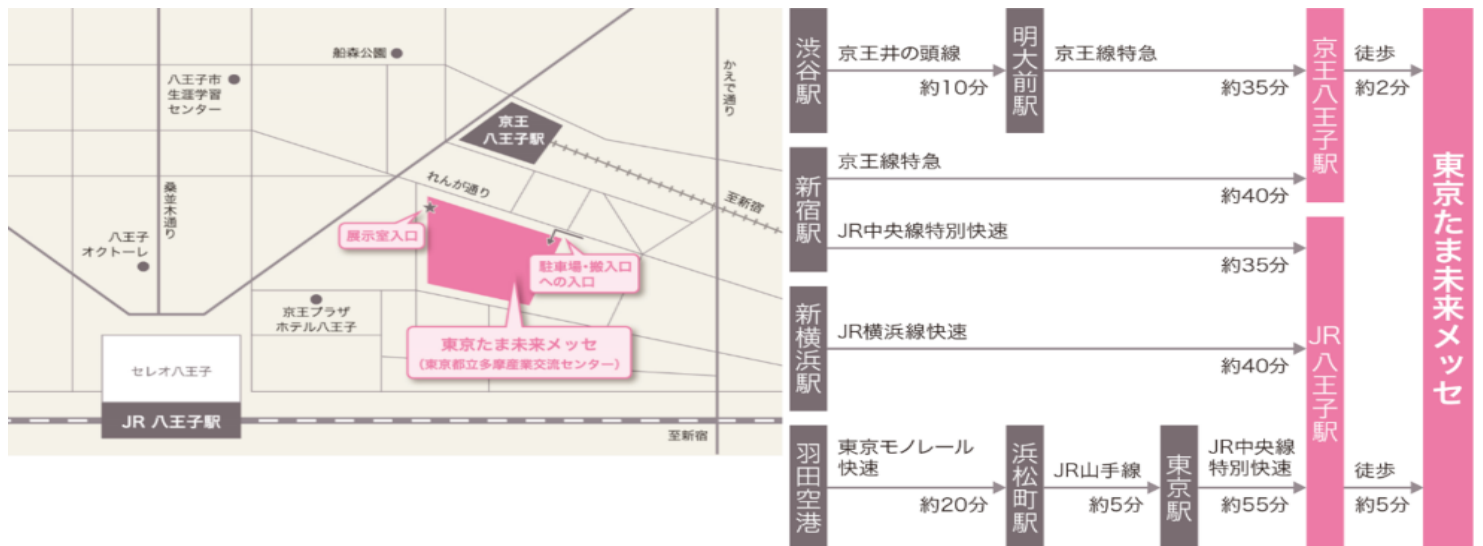 船森公園
八王子市
生涯学習
センター
かえで通り
京王
八王子駅
桑並木通り
れんが通り
至新宿
展示室入口
八王子
オクトーレ
駐車場・搬入口
への入口
京王プラザ
ホテル八王子
東京たま未来メッセ
(東京都立多摩産業交流センター)
セレオ八王子
JR 八王子駅
至新宿
渋谷駅
京王井の頭線
約10分
明大前駅
京王線特急
約35分
京王八王子駅
徒歩
約2分
新宿駅
京王線特急
約40分
JR中央線特別快速
約35分
新横浜駅
JR横浜線快速
約40分
JR八王子駅
羽田空港
東京モノレール
快速
約20分
浜松町駅
JR山手線
約5分
東京駅
JR中央線
特別快速
約55分
徒歩
約5分
東京たま未来メッセ